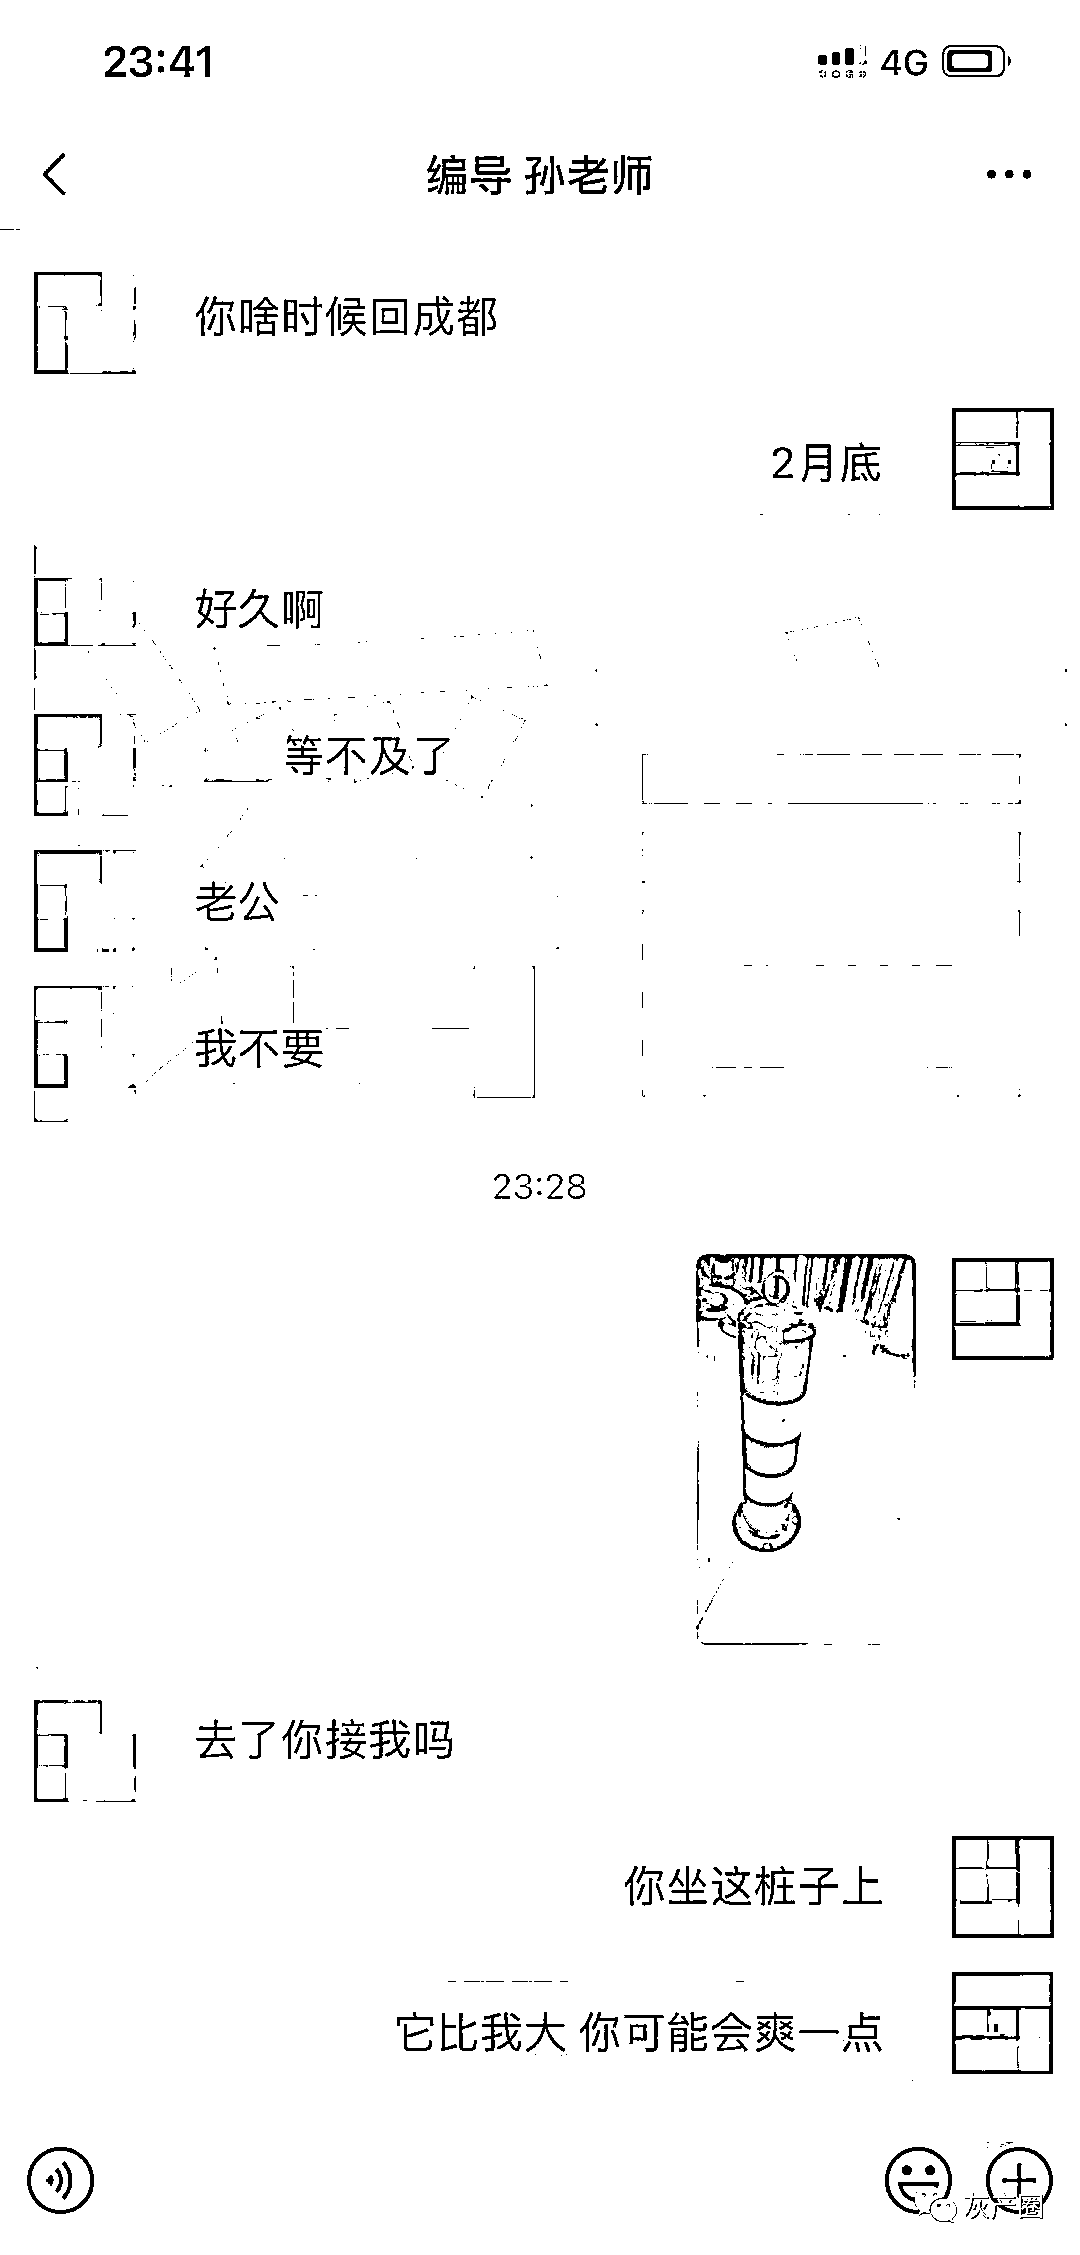 23:41
4G
编导 孙老师
你啥时候回成都
2月底
好久啊
等不及了
老公
我不要
23:28
去了你接我吗
你坐这桩子上
它比我大 你可能会爽一点
灰产圈